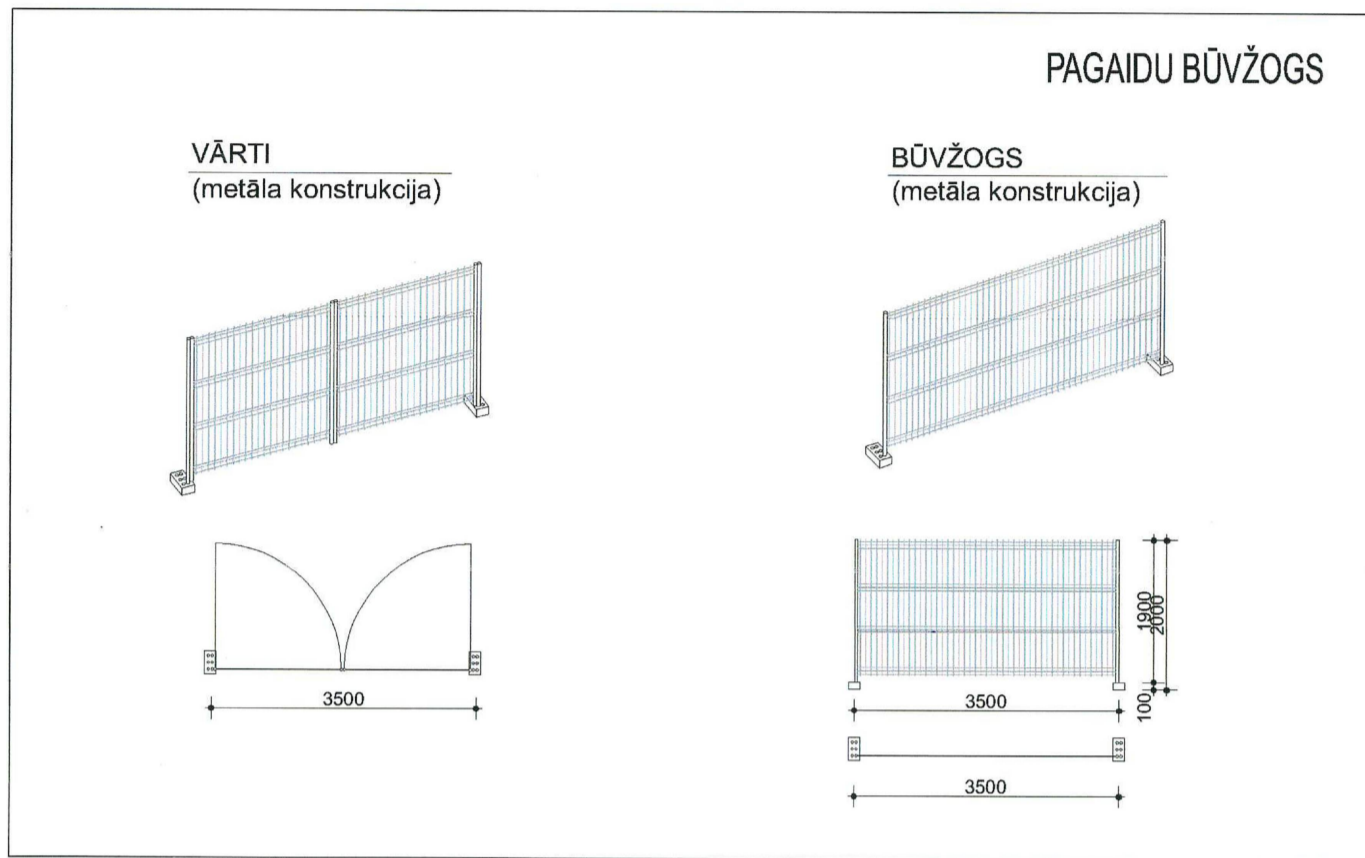 PAGAIDU BŪVŽOGS
VĀRTI
(metāla konstrukcija)
3500
BŪVŽOGS
(metāla konstrukcija)
1900
2000
100
3500
3500